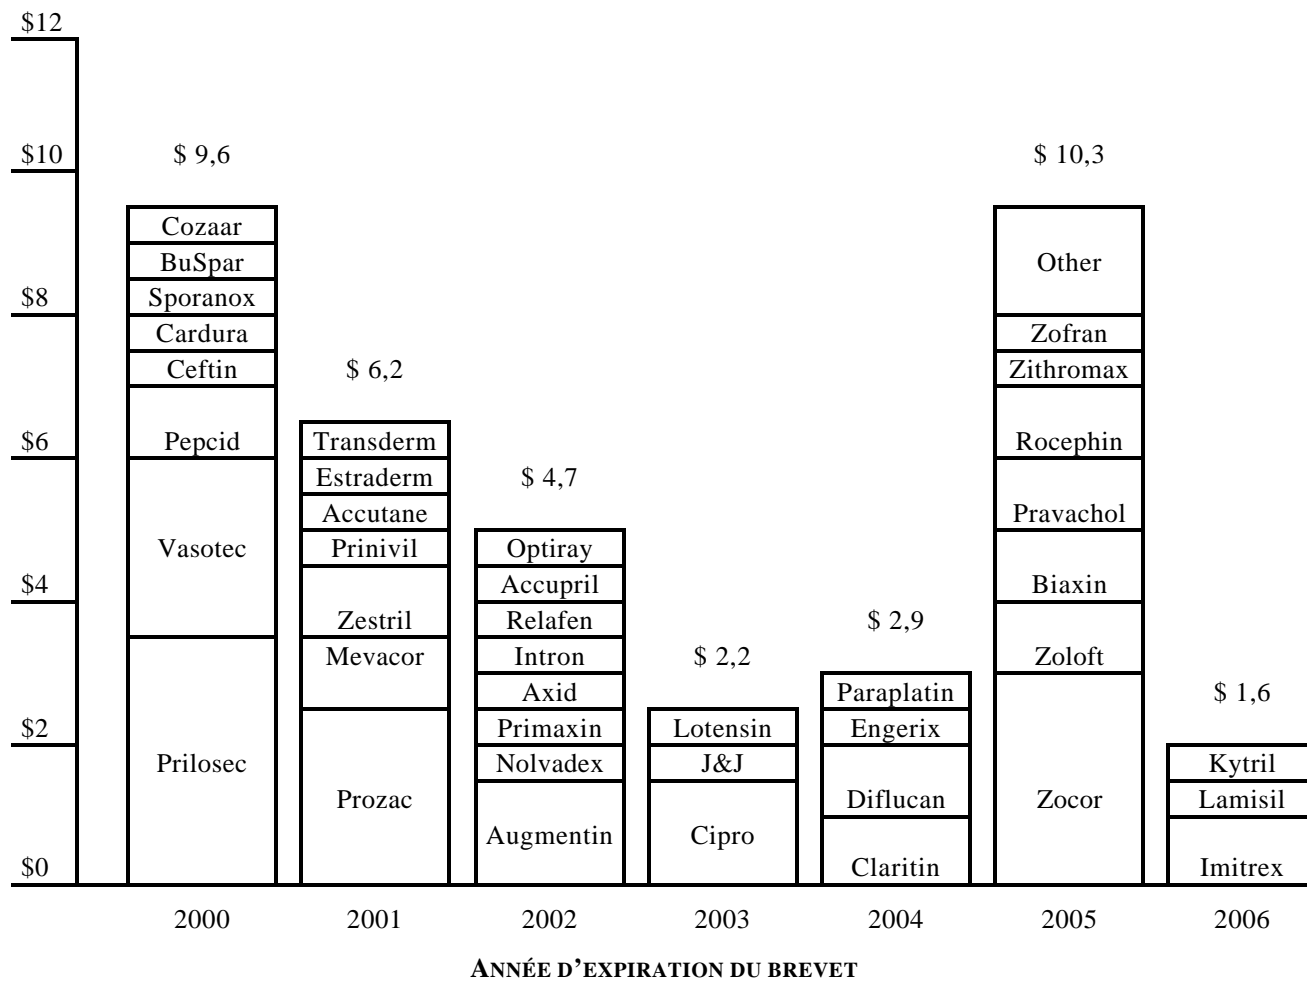 $12
$10
$8
$6
$4
$2
$0
$ 9,6
Cozaar
BuSpar
Sporanox
Cardura
Ceftin
Pepcid
Vasotec
Prilosec
2000
$ 6,2
Transderm
Estraderm
Accutane
Prinivil
Zestril
Mevacor
Prozac
2001
$ 4,7
Optiray
Accupril
Relafen
Intron
Axid
Primaxin
Nolvadex
Augmentin
2002
$ 2,2
Lotensin
J&J
Cipro
2003
$ 2,9
Paraplatin
Engerix
Diflucan
Claritin
2004
$ 10,3
Other
Zofran
Zithromax
Rocephin
Pravachol
Biaxin
Zoloft
Zocor
2005
$ 1,6
Kytril
Lamisil
Imitrex
2006
ANNÉE D’EXPIRATION DU BREVET